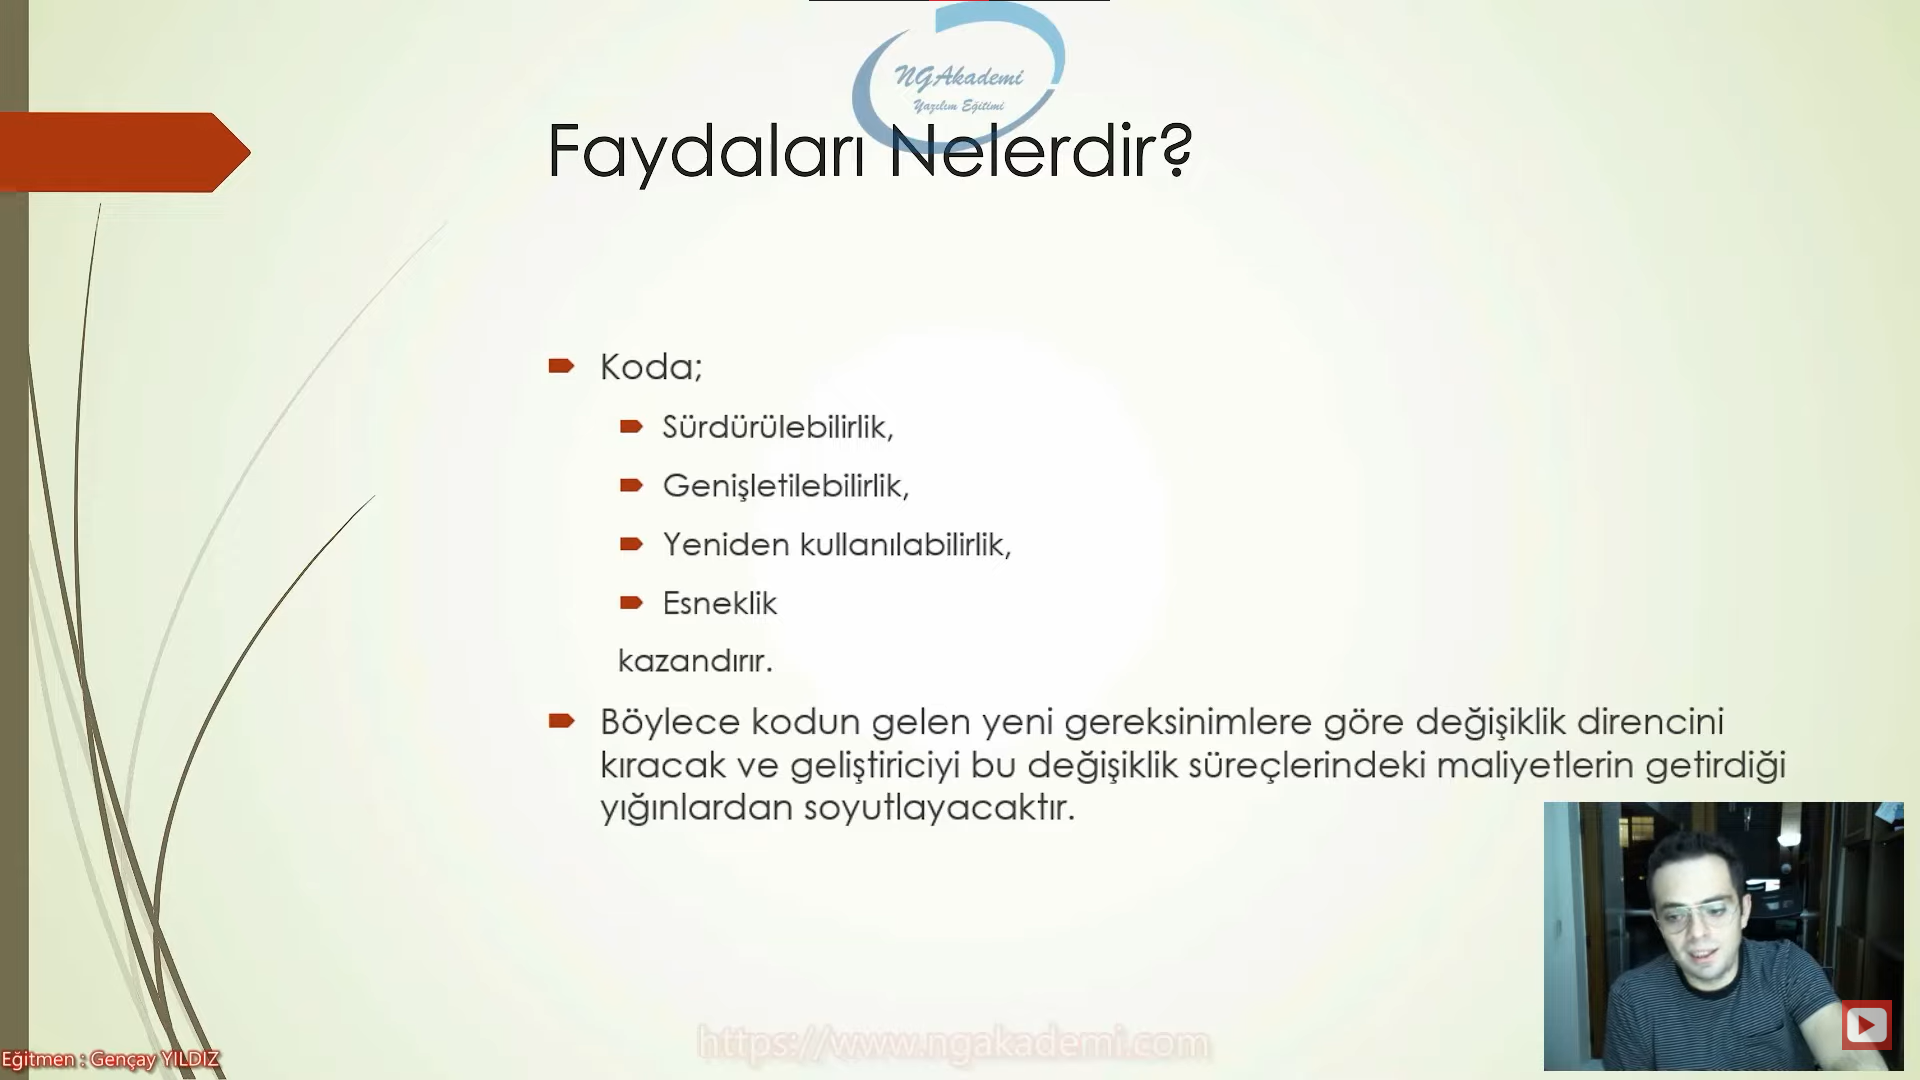 NGAkademi
Yazılım Eğitimi
Faydaları Nelerdir?
Koda;
Sürdürülebilirlik,
Genişletilebilirlik,
Yeniden kullanılabilirlik,
Esneklik
kazandırır.
Böylece kodun gelen yeni gereksinimlere göre değişiklik direncini
kıracak ve geliştiriciyi bu değişiklik süreçlerindeki maliyetlerin getirdiği
yığınlardan soyutlayacaktır.
https://www.ngakademi.com
Eğitmen : Gençay YILDIZ